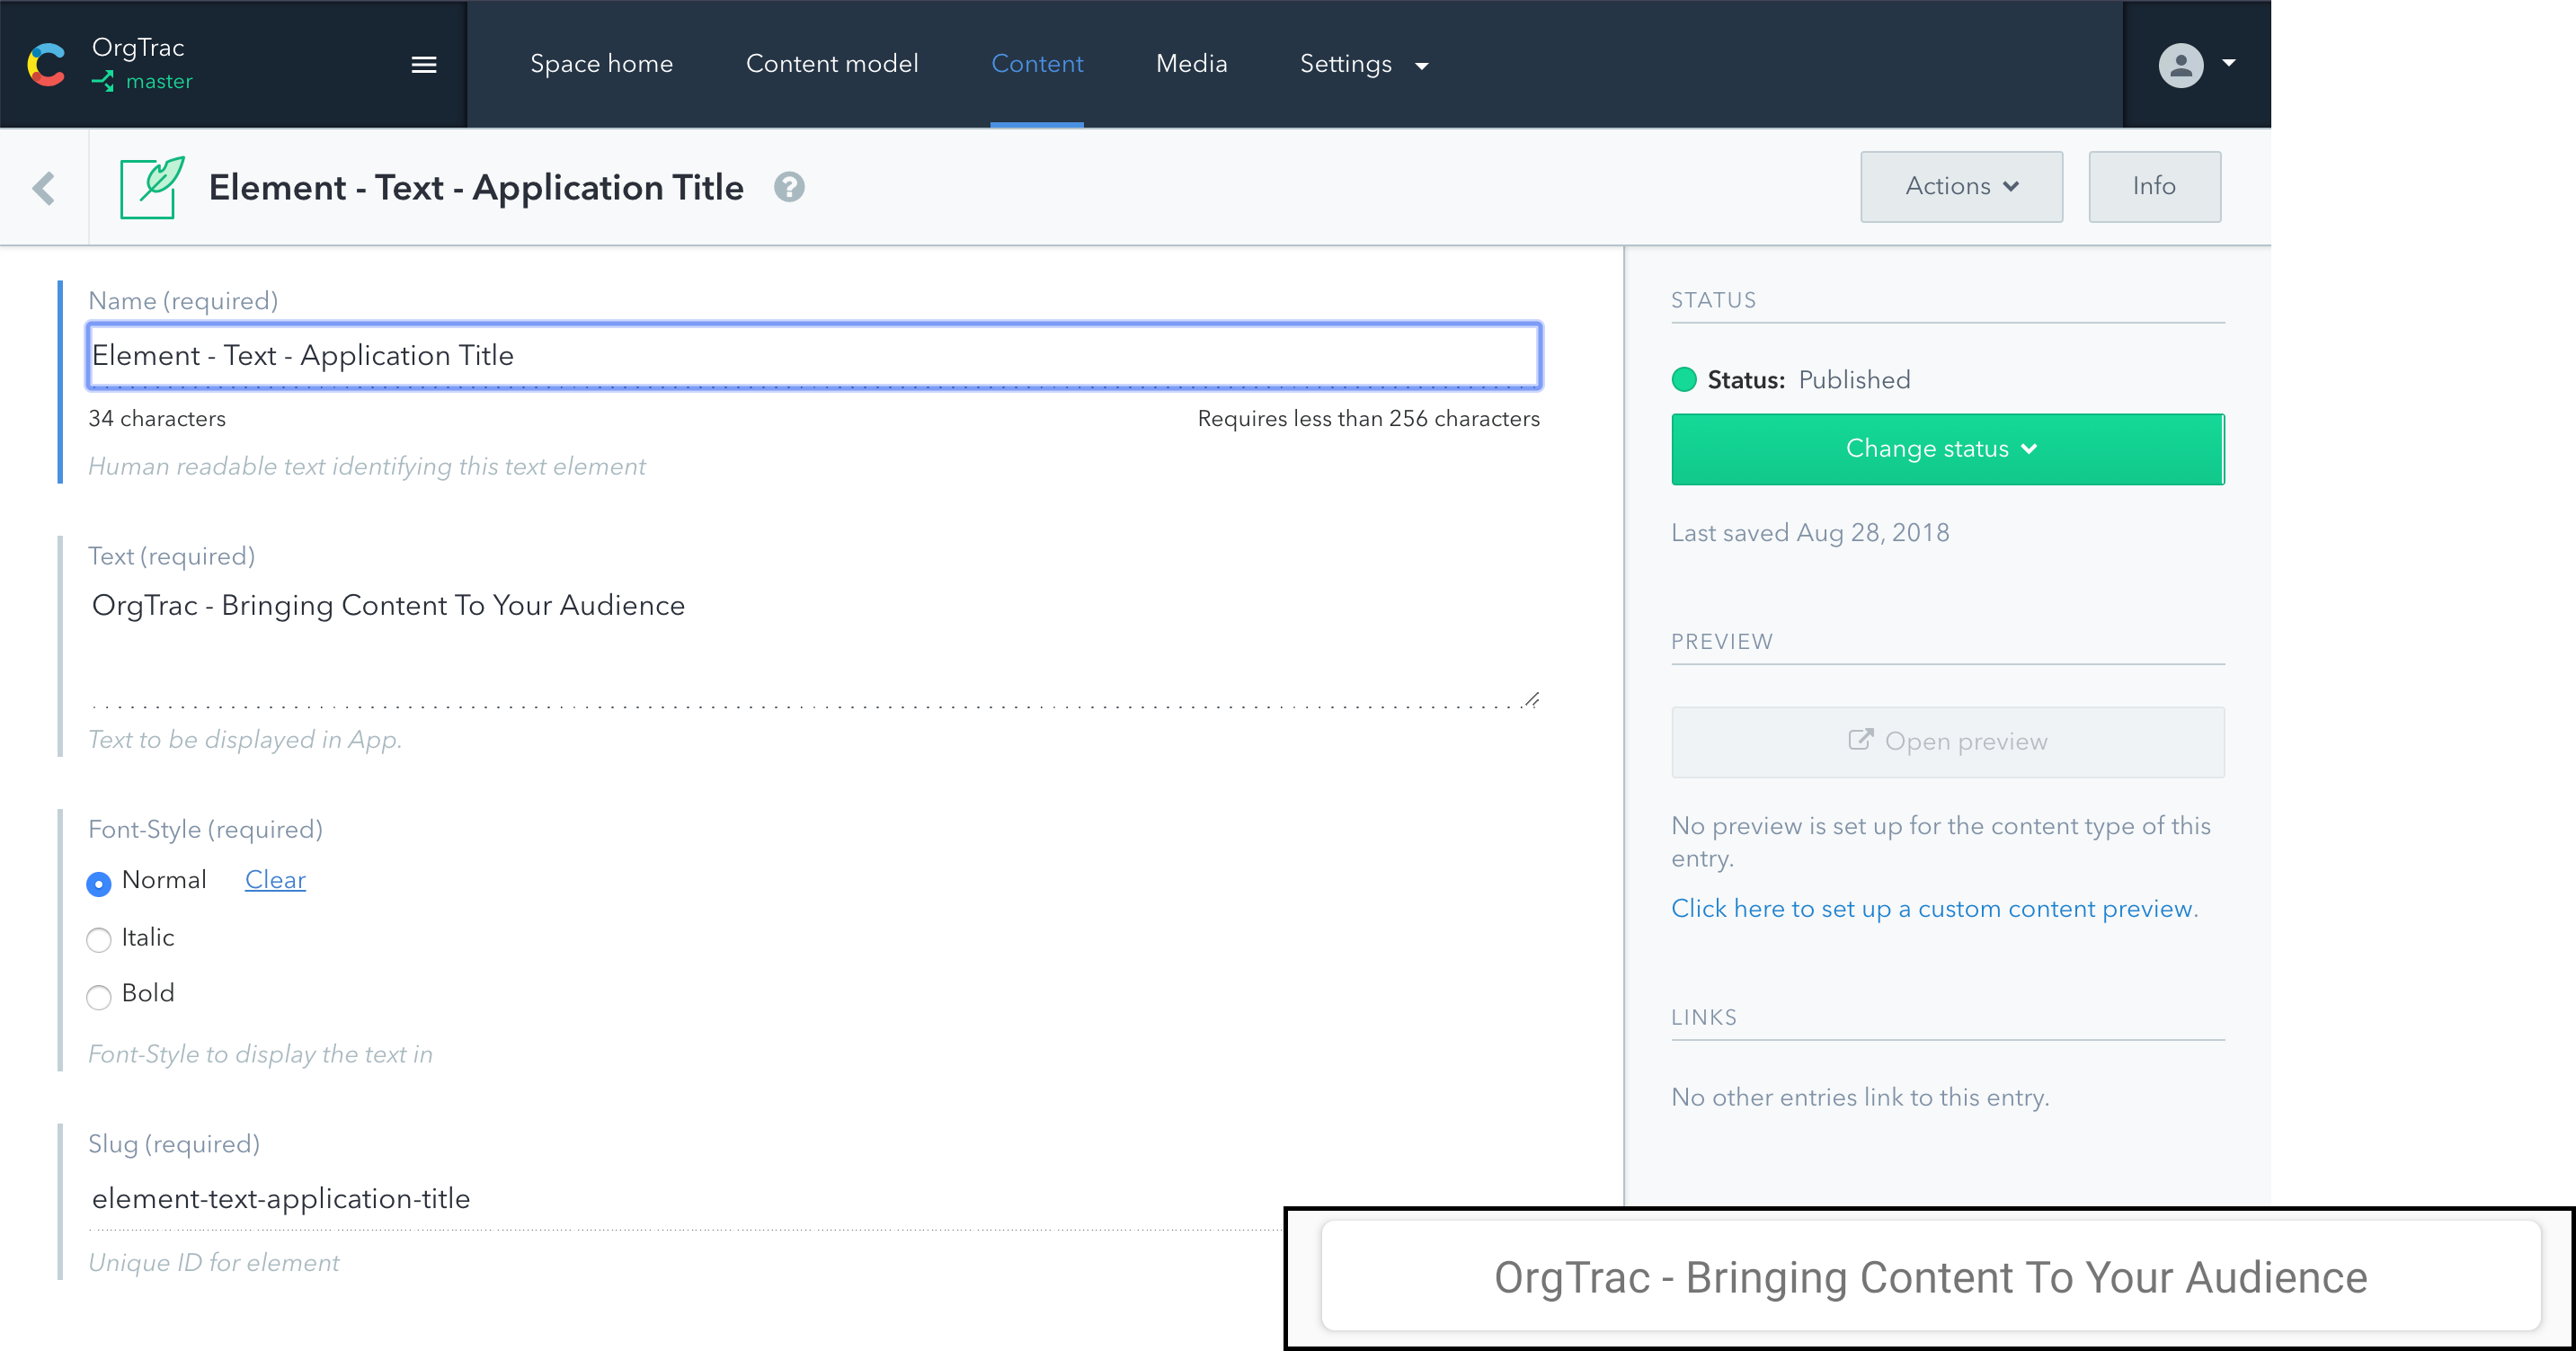 OrgTrac
master
Space home
Content model
Content
Media
Settings
Element - Text - Application Title
?
Actions
Info
Name (required)
Element - Text - Application Title
34 characters
Requires less than 256 characters
Human readable text identifying this text element
Text (required)
OrgTrac - Bringing Content To Your Audience
Text to be displayed in App.
Font-Style (required)
Normal
Clear
Italic
Bold
Font-Style to display the text in
Slug (required)
element-text-application-title
Unique ID for element
STATUS
Status: Published
Change status
Last saved Aug 28, 2018
PREVIEW
Open preview
No preview is set up for the content type of this
entry.
Click here to set up a custom content preview.
LINKS
No other entries link to this entry.
OrgTrac - Bringing Content To Your Audience